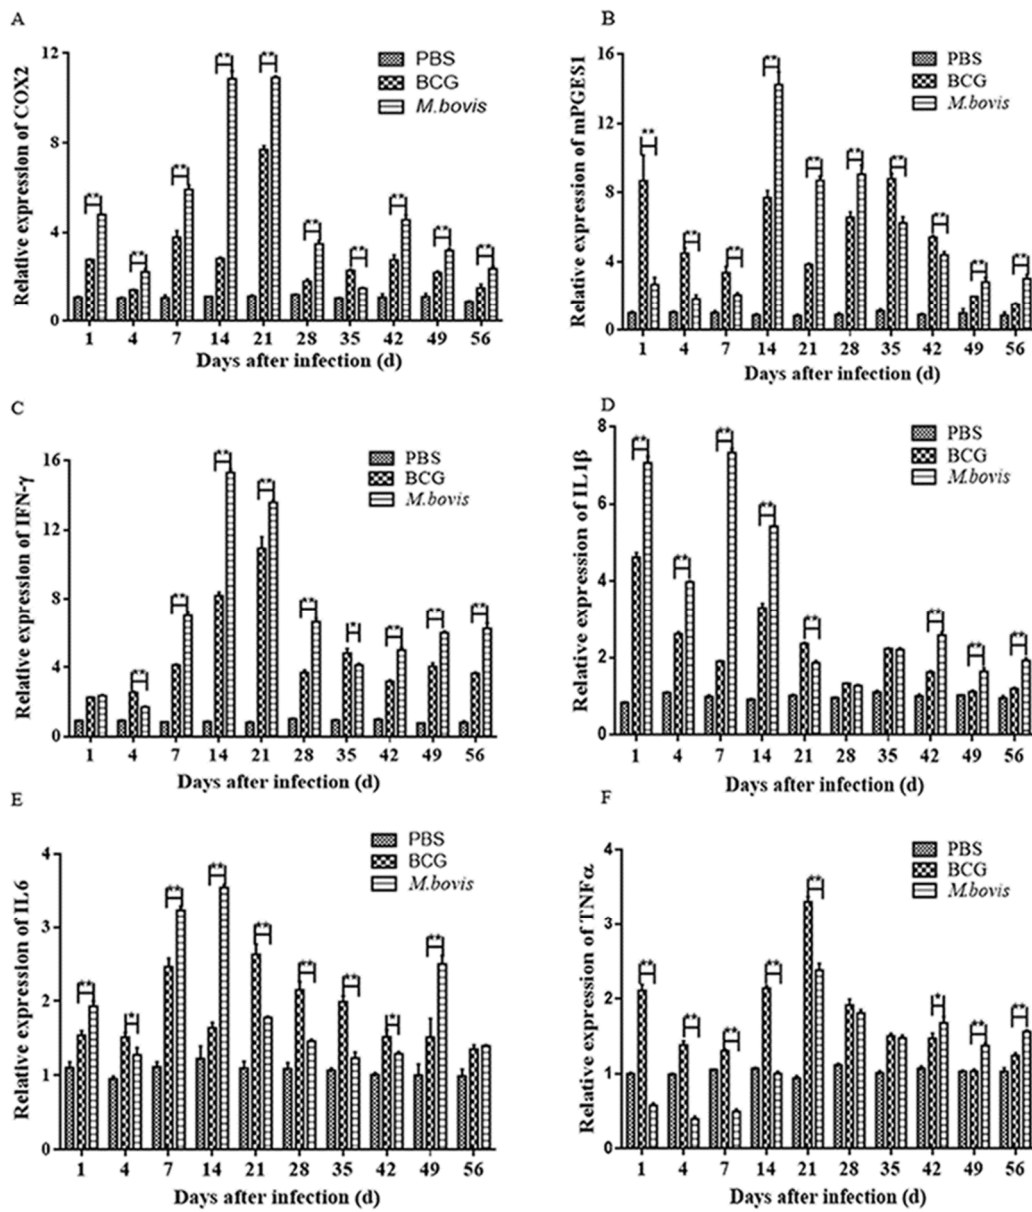 A
Relative expression of COX2
12
8
4
0
PBS
BCG
M.bovis
** ** ** ** ** ** ** ** ** **
1 4 7 14 21 28 35 42 49 56
Days after infection (d)
B
Relative expression of mPGES1
16
12
8
4
0
PBS
BCG
M.bovis
** ** ** ** ** ** ** ** ** **
1 4 7 14 21 28 35 42 49 56
Days after infection (d)
C
Relative expression of IFN-γ
16
12
8
4
0
PBS
BCG
M.bovis
** ** ** ** ** * ** ** **
1 4 7 14 21 28 35 42 49 56
Days after infection (d)
D
Relative expression of IL1β
8
6
4
2
0
PBS
BCG
M.bovis
** ** ** ** ** ** ** **
1 4 7 14 21 28 35 42 49 56
Days after infection (d)
E
Relative expression of IL6
4
3
2
1
0
PBS
BCG
M.bovis
** * ** ** ** ** ** * **
1 4 7 14 21 28 35 42 49 56
Days after infection (d)
F
Relative expression of TNFα
4
3
2
1
0
PBS
BCG
M.bovis
** ** ** ** ** * ** **
1 4 7 14 21 28 35 42 49 56
Days after infection (d)